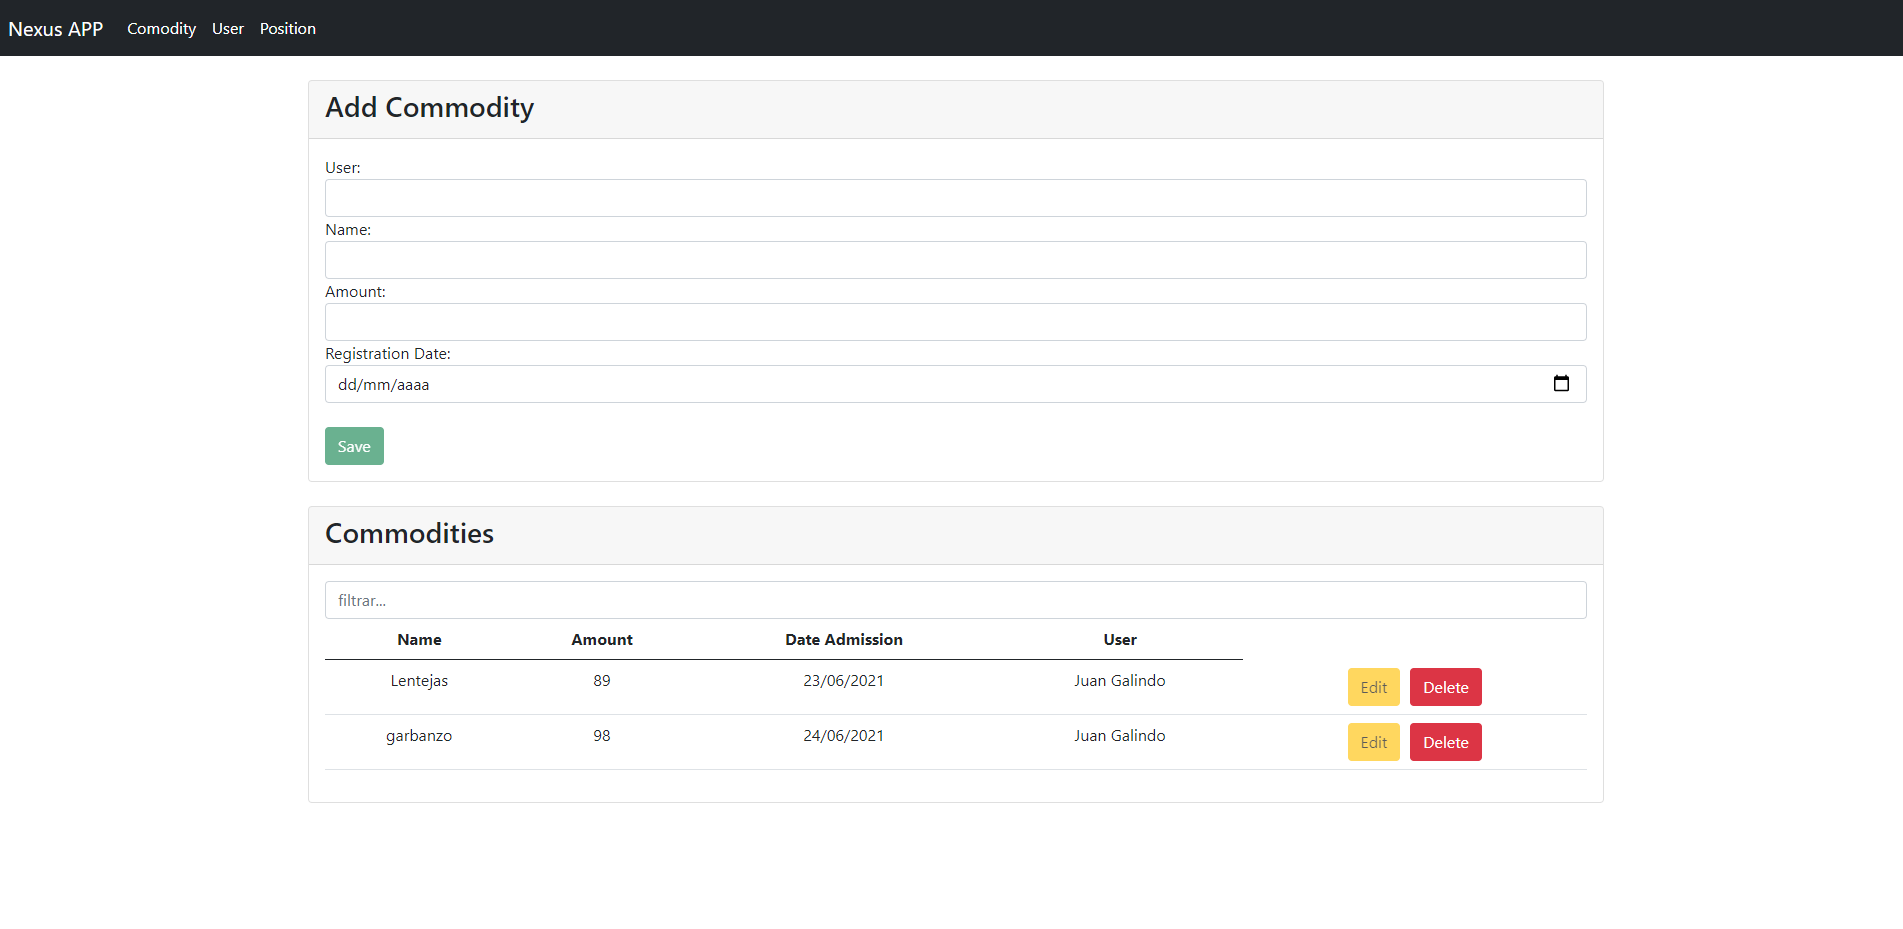 Nexus APP Comodity User Position
Add Commodity
User:
Name:
Amount:
Registration Date:
dd/mm/aaaa
Save
Commodities
filtrar...
Name Amount Date Admission User
Lentejas 89 23/06/2021 Juan Galindo Edit Delete
garbanzo 98 24/06/2021 Juan Galindo Edit Delete